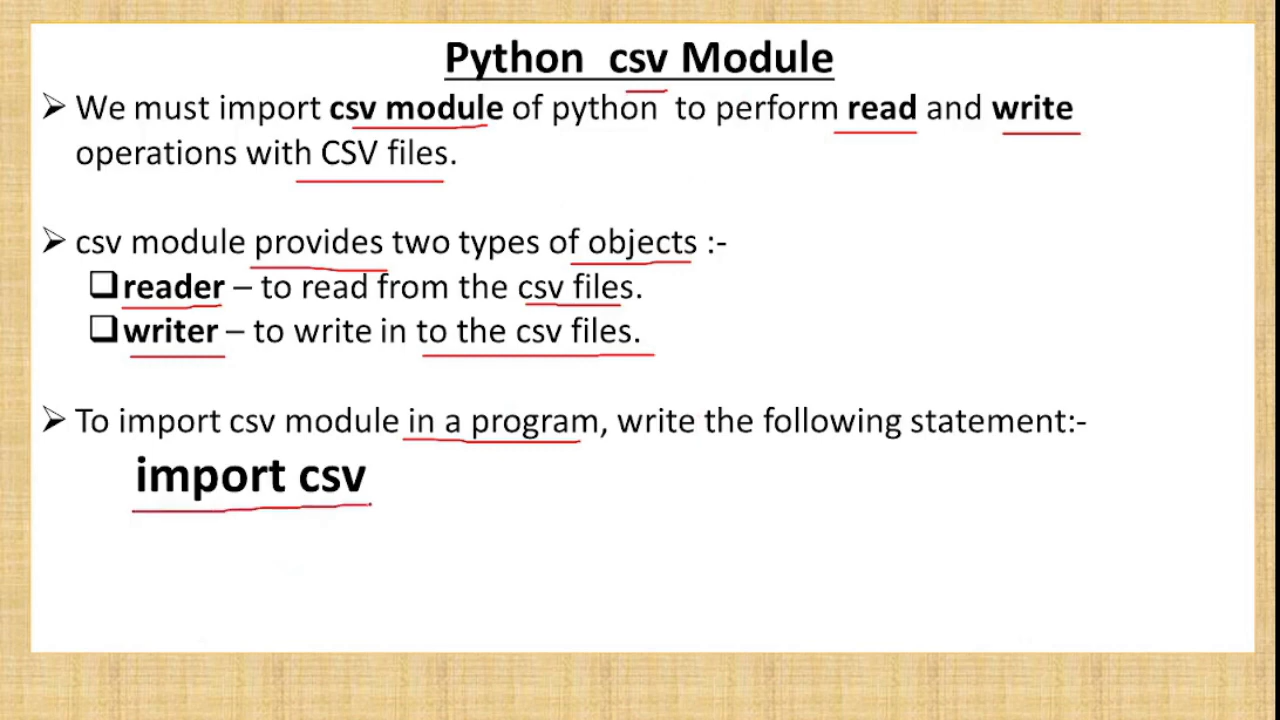 Python csv Module
➢ We must import csv module of python to perform read and write
operations with CSV files.
➢ csv module provides two types of objects :-
❑reader – to read from the csv files.
❑writer – to write in to the csv files.
➢ To import csv module in a program, write the following statement:-
import csv